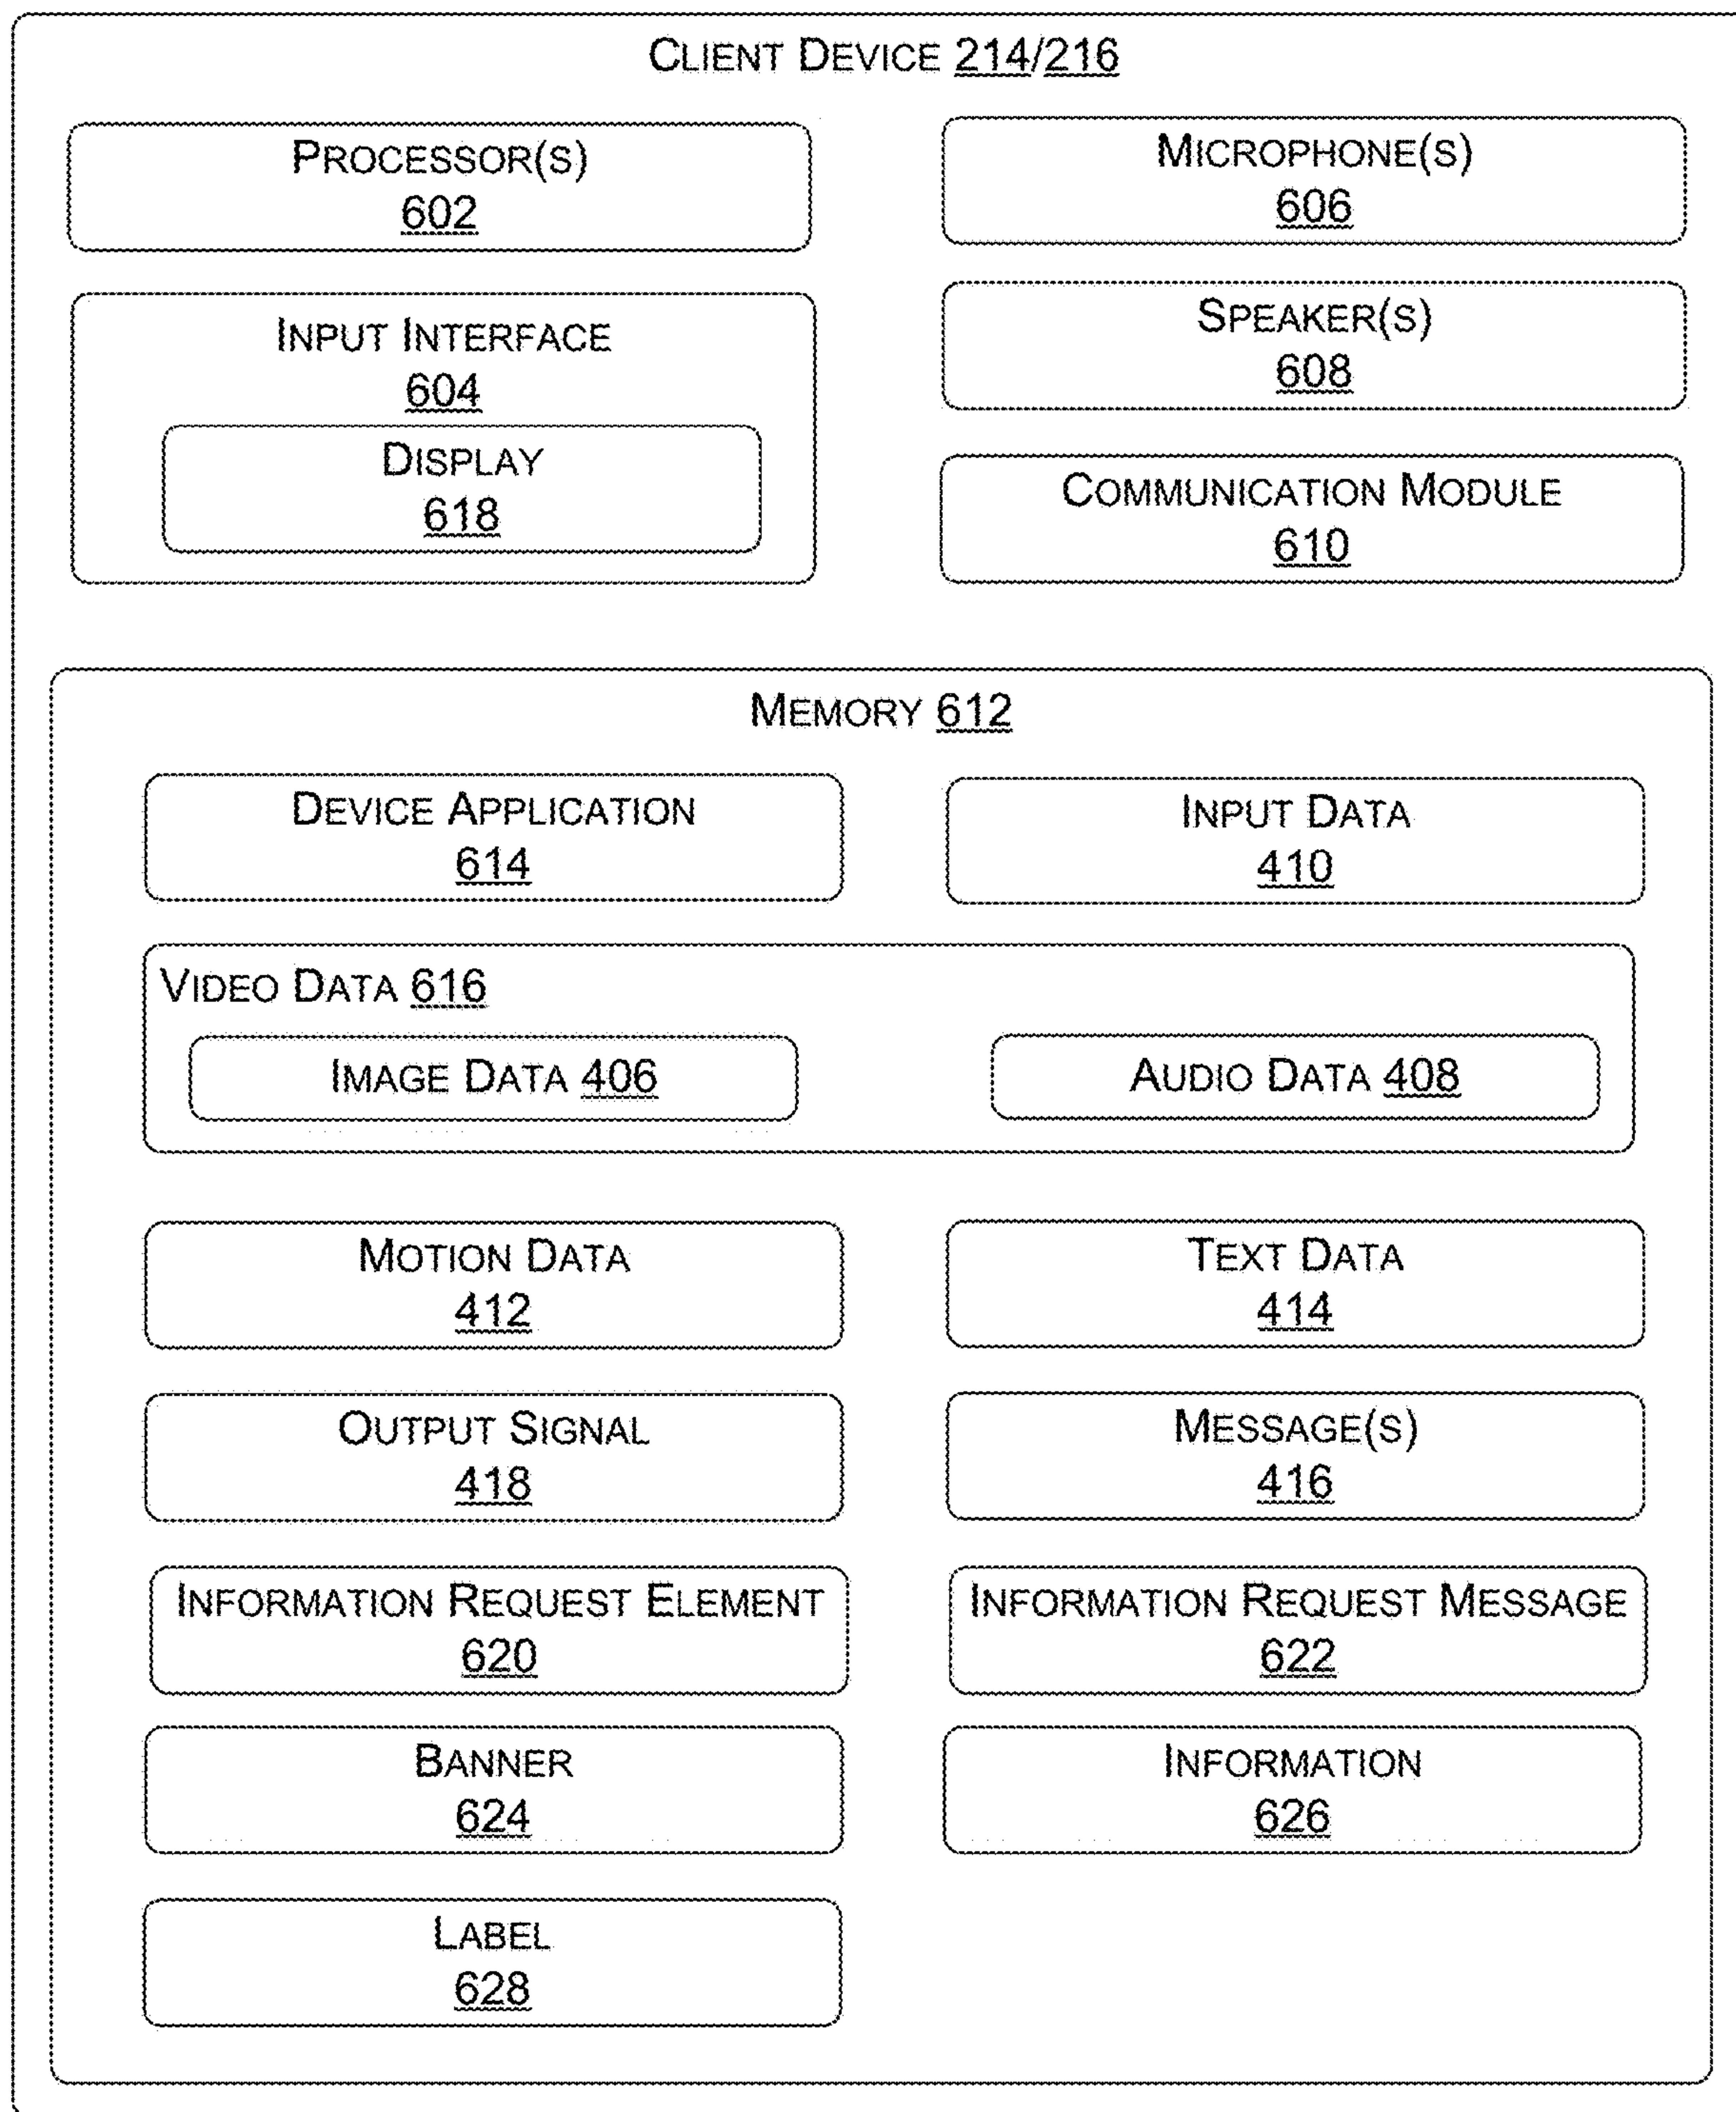 CLIENT DEVICE 214/216
PROCESSOR(S)
602
MICROPHONE(S)
606
INPUT INTERFACE
604
DISPLAY
618
SPEAKER(S)
608
COMMUNICATION MODULE
610
MEMORY 612
DEVICE APPLICATION
614
INPUT DATA
410
VIDEO DATA 616
IMAGE DATA 406
AUDIO DATA 408
MOTION DATA
412
TEXT DATA
414
OUTPUT SIGNAL
418
MESSAGE(S)
416
INFORMATION REQUEST ELEMENT
620
INFORMATION REQUEST MESSAGE
622
BANNER
624
INFORMATION
626
LABEL
628